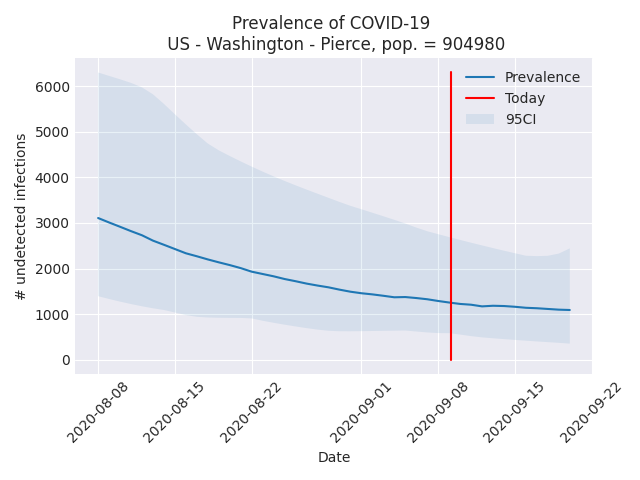 Prevalence of COVID-19
US - Washington - Pierce, pop. = 904980
6000
5000
4000
3000
2000
1000
0
# undetected infections
Prevalence
Today
95CI
2020-08-08
2020-08-15
2020-08-22
2020-09-01
2020-09-08
2020-09-15
2020-09-22
Date